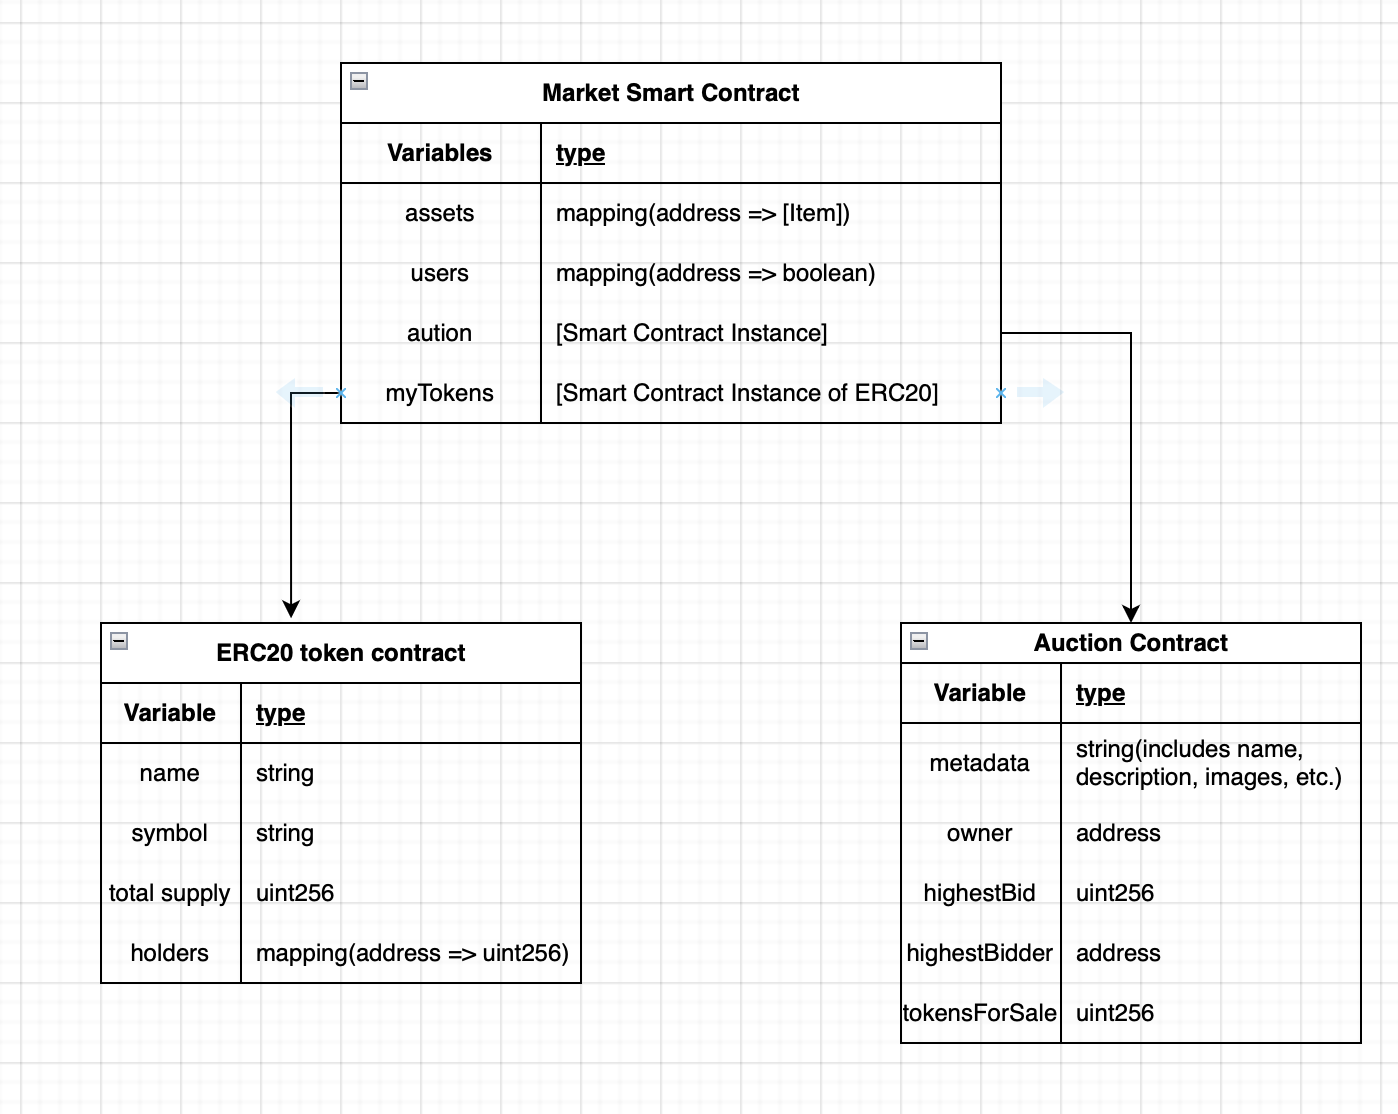 Market Smart Contract
Variables type
assets mapping(address => [Item])
users mapping(address => boolean)
aution [Smart Contract Instance]
myTokens [Smart Contract Instance of ERC20]
ERC20 token contract
Variable type
name string
symbol string
total supply uint256
holders mapping(address => uint256)
Auction Contract
Variable type
metadata string(includes name,
description, images, etc.)
owner address
highestBid uint256
highestBidder address
tokensForSale uint256